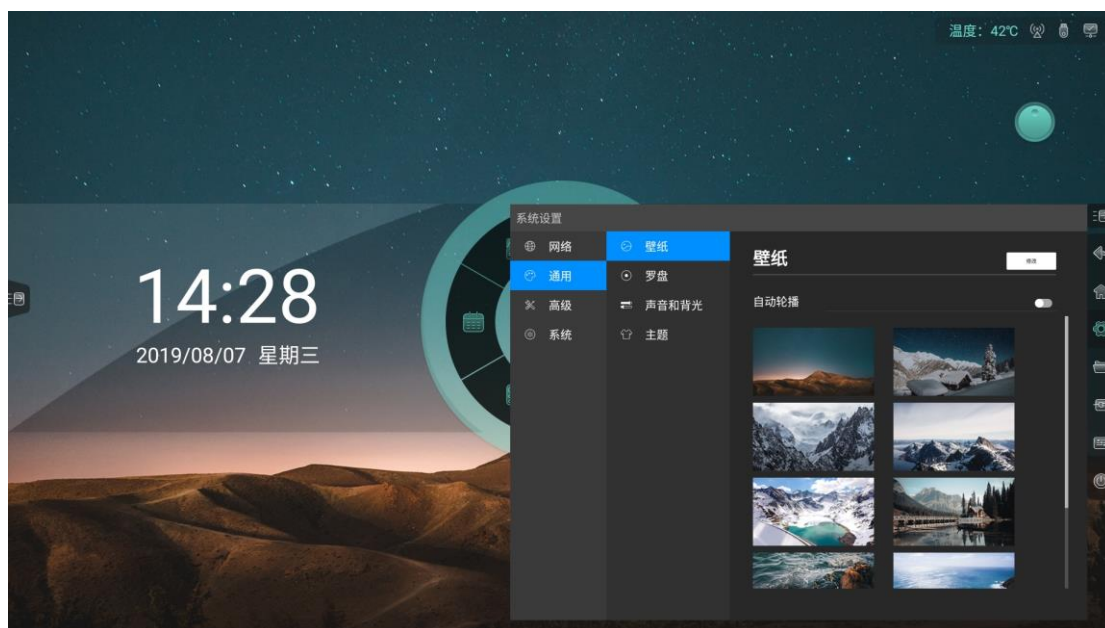 温度：42℃
系统设置
网络
通用
高级
系统
壁纸
罗盘
声音和背光
主题
壁纸
修改
自动轮播
14:28
2019/08/07 星期三